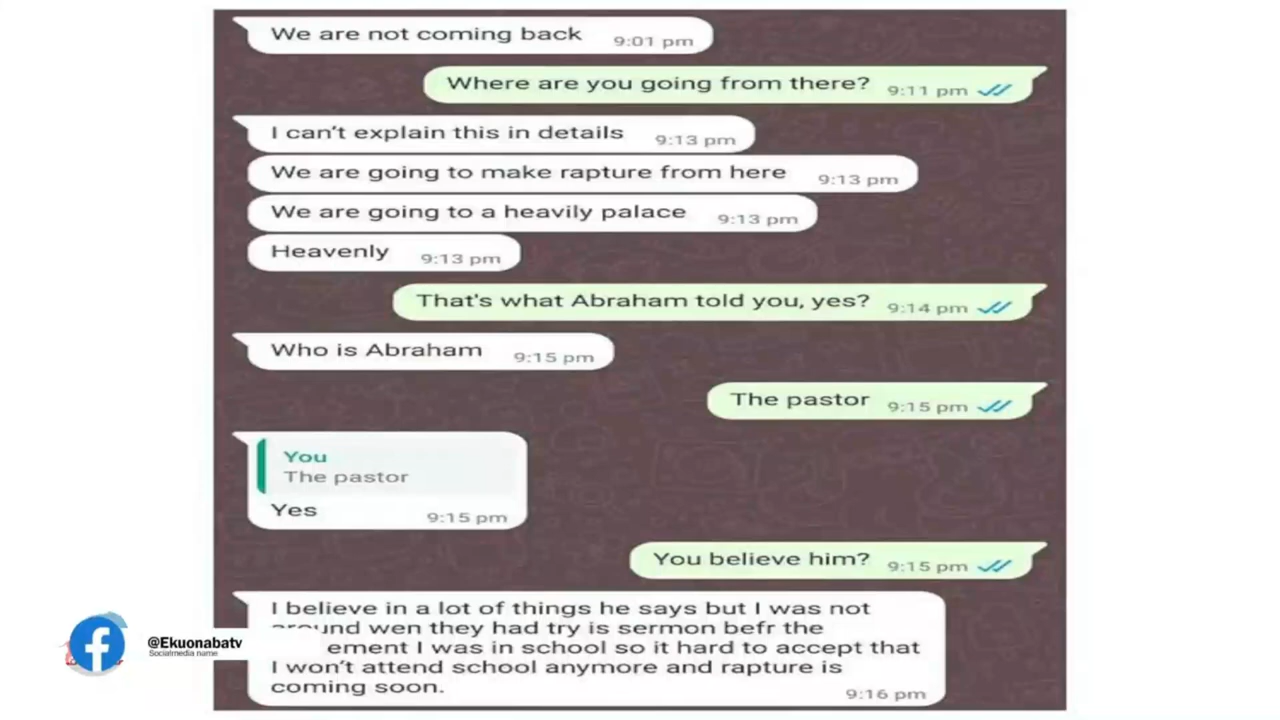 We are not coming back 9:01 pm
Where are you going from there? 9:11 pm
I can't explain this in details 9:13 pm
We are going to make rapture from here 9:13 pm
We are going to a heavily palace 9:13 pm
Heavenly 9:13 pm
That's what Abraham told you, yes? 9:14 pm
Who is Abraham 9:15 pm
The pastor 9:15 pm
You
The pastor
Yes 9:15 pm
You believe him? 9:15 pm
I believe in a lot of things he says but I was not
around wen they had try is sermon befr the
ement I was in school so it hard to accept that
I won't attend school anymore and rapture is
coming soon. 9:16 pm
@Ekuonabatv
Socialmedia name